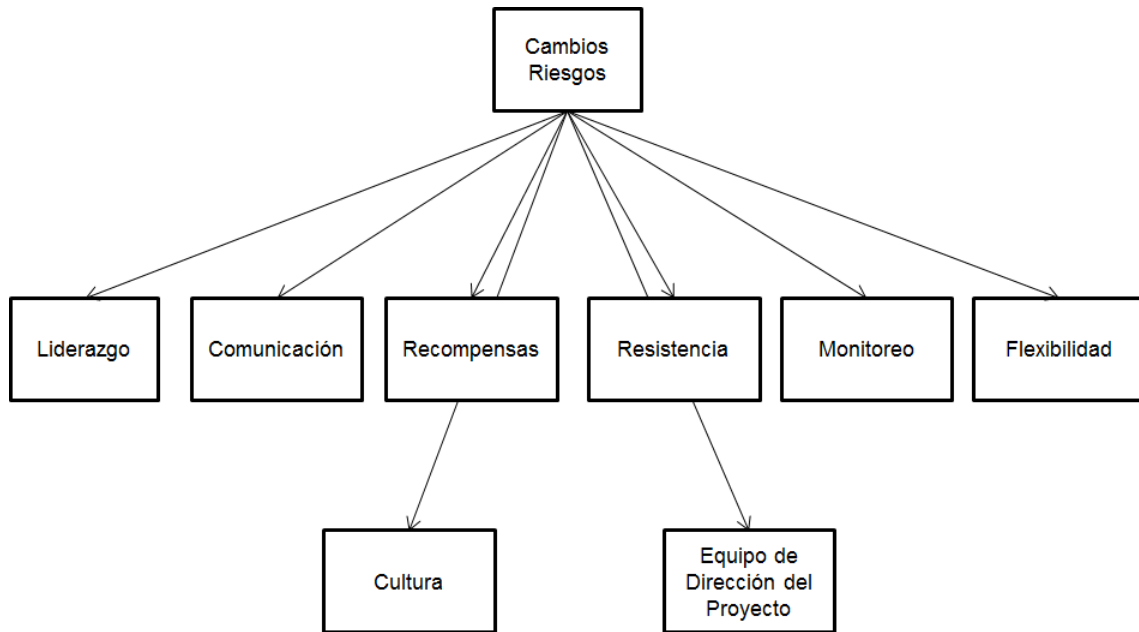 Cambios
Riesgos
Liderazgo
Comunicación
Recompensas
Resistencia
Monitoreo
Flexibilidad
Cultura
Equipo de
Dirección del
Proyecto